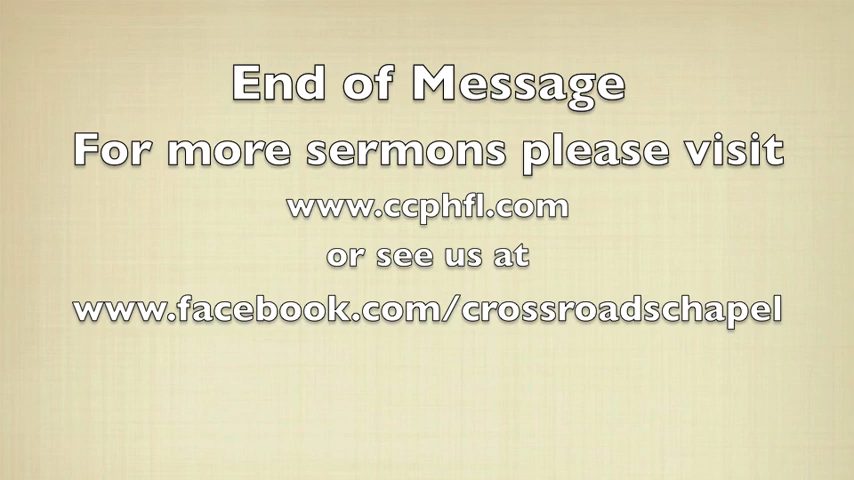 End of Message
For more sermons please visit
www.ccphfl.com
or see us at
www.facebook.com/crossroadschapel